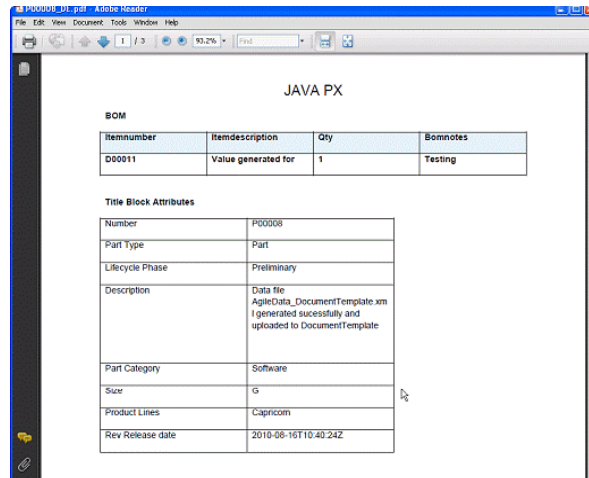 P00008_Dt.pdf - Adobe Reader
File Edit View Document Tools Window Help
1 / 3 93.2% Find
JAVA PX
BOM
Itemnumber Itemdescription Qty Bomnotes
D00011 Value generated for 1 Testing
Title Block Attributes
Number P00008
Part Type Part
Lifecycle Phase Preliminary
Description Data file
AgileData_DocumentTemplate.xm
l generated sucessfully and
uploaded to DocumentTemplate
Part Category Software
Size G
Product Lines Capricorn
Rev Release date 2010-08-16T10:40:24Z